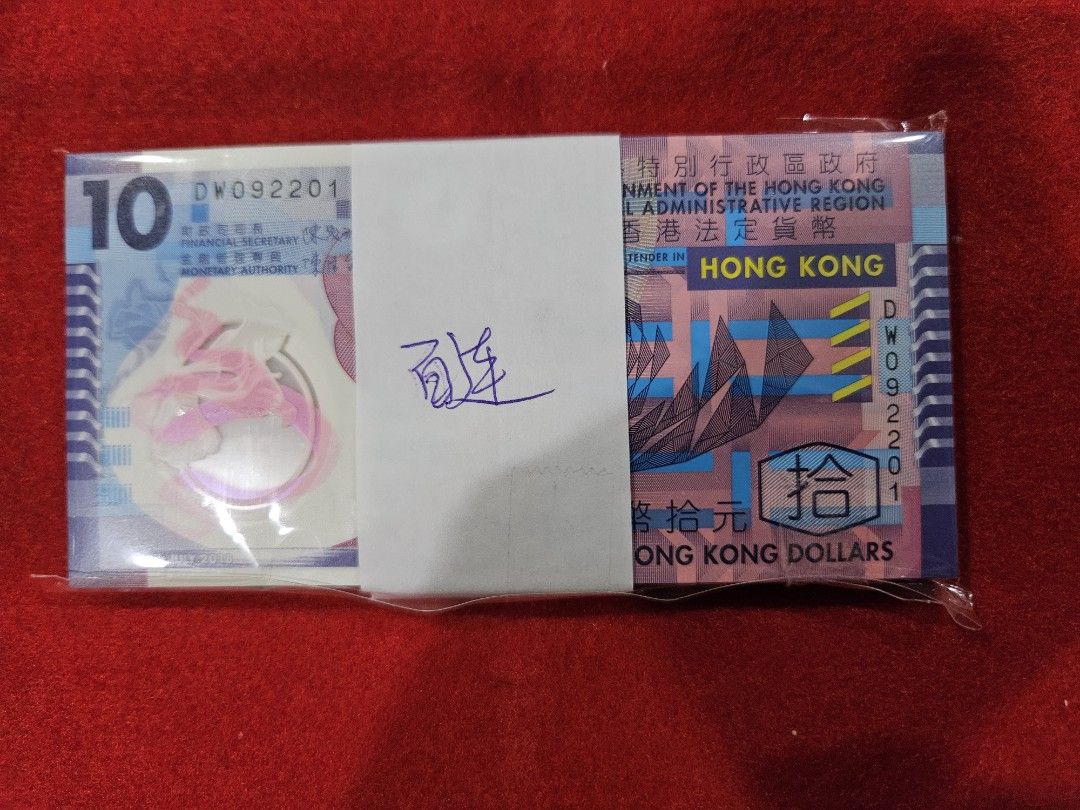 10
DW092201
財政司司長
FINANCIAL SECRETARY
金融管理專員
MONETARY AUTHORITY
百连
特別行政區政府
NMENT OF THE HONG KONG
L ADMINISTRATIVE REGION
香港法定貨幣
TENDER IN
HONG KONG
DW092201
拾
幣拾元
ONG KONG DOLLARS